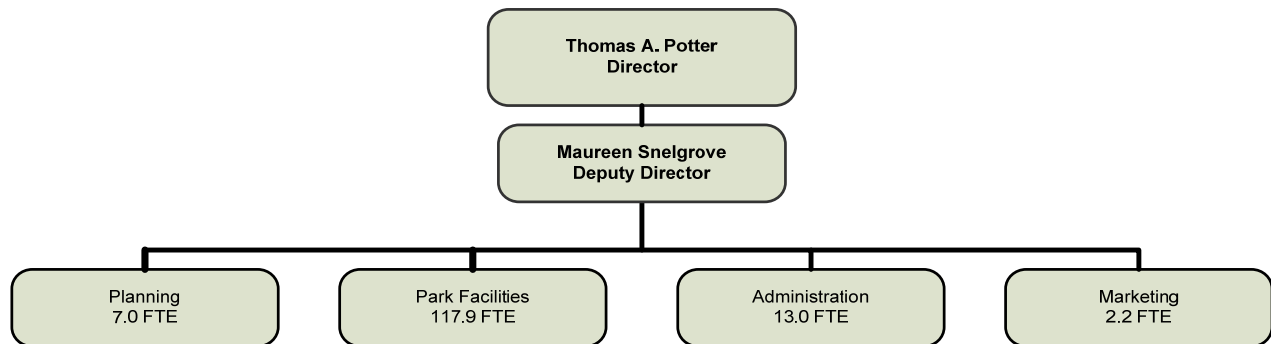 Thomas A. Potter
Director
Maureen Snelgrove
Deputy Director
Planning
7.0 FTE
Park Facilities
117.9 FTE
Administration
13.0 FTE
Marketing
2.2 FTE